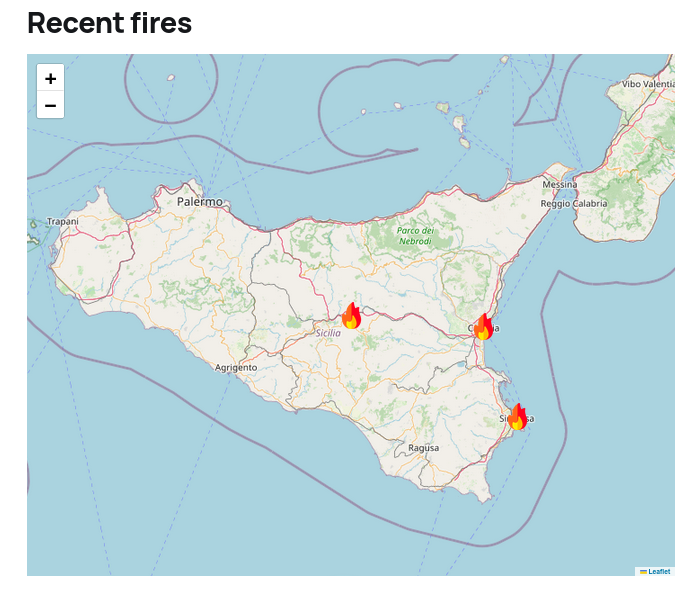 Recent fires
+
−
Vibo Valentia
Messina
Palermo
Reggio Calabria
Trapani
Parco dei
Nebrodi
Sicilia
Agrigento
Ragusa
Leaflet